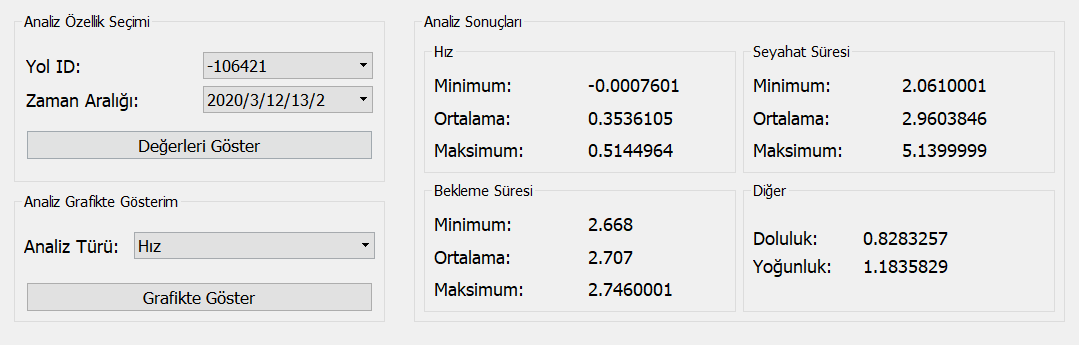 Analiz Özellik Seçimi
Yol ID: -106421
Zaman Aralığı: 2020/3/12/13/2
Değerleri Göster
Analiz Grafikte Gösterim
Analiz Türü: Hız
Grafikte Göster
Analiz Sonuçları
Hız
Minimum: -0.0007601
Ortalama: 0.3536105
Maksimum: 0.5144964
Seyahat Süresi
Minimum: 2.0610001
Ortalama: 2.9603846
Maksimum: 5.1399999
Bekleme Süresi
Minimum: 2.668
Ortalama: 2.707
Maksimum: 2.7460001
Diğer
Doluluk: 0.8283257
Yoğunluk: 1.1835829